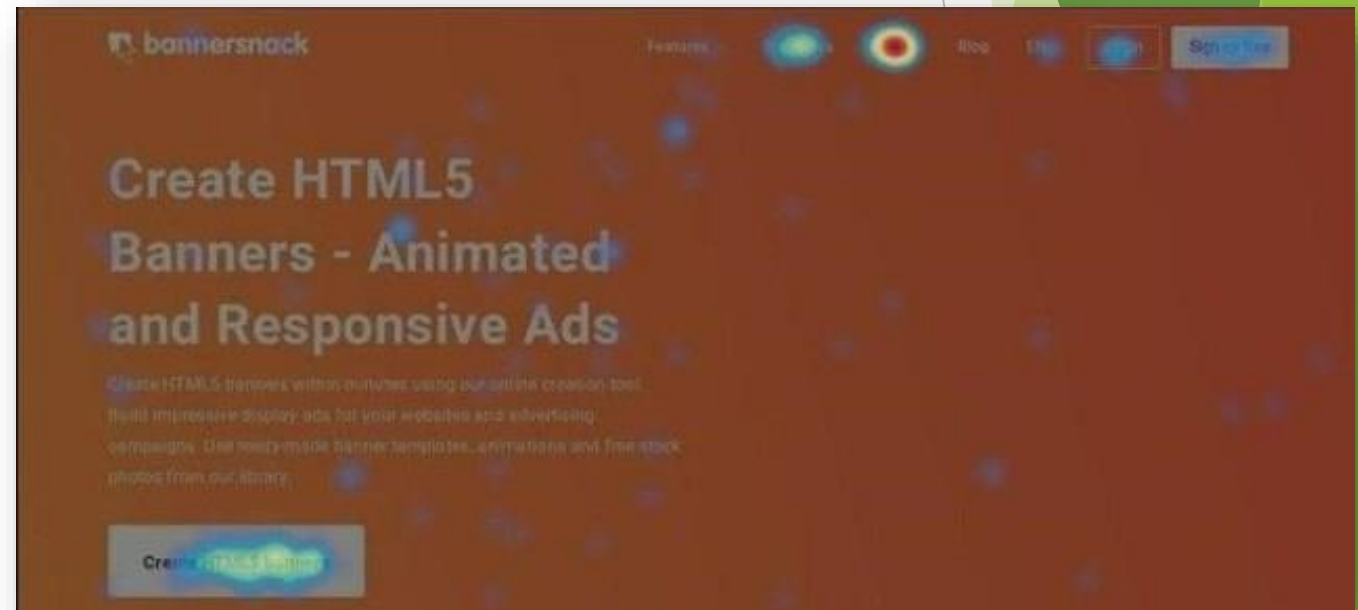 bannersnack
Features
Blog
Sign up free
Create HTML5
Banners - Animated
and Responsive Ads
Create HTML5 banners within minutes using our online creation tool.
Build impressive display ads for your websites and advertising
campaigns. Use ready-made banner templates, animations and free stock
photos from our library.
Create HTML5 banners